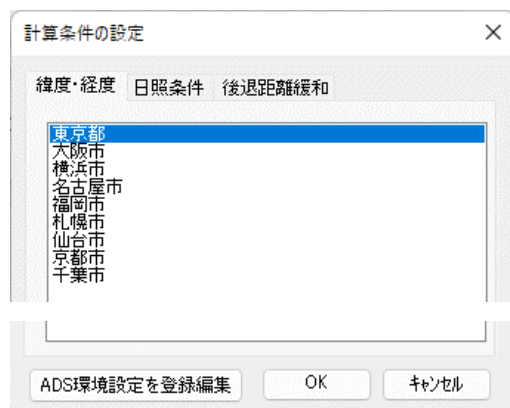 計算条件の設定
緯度・経度 日照条件 後退距離緩和
東京都
大阪市
横浜市
名古屋市
福岡市
札幌市
仙台市
京都市
千葉市
ADS環境設定を登録編集 OK ｷｬﾝｾﾙ